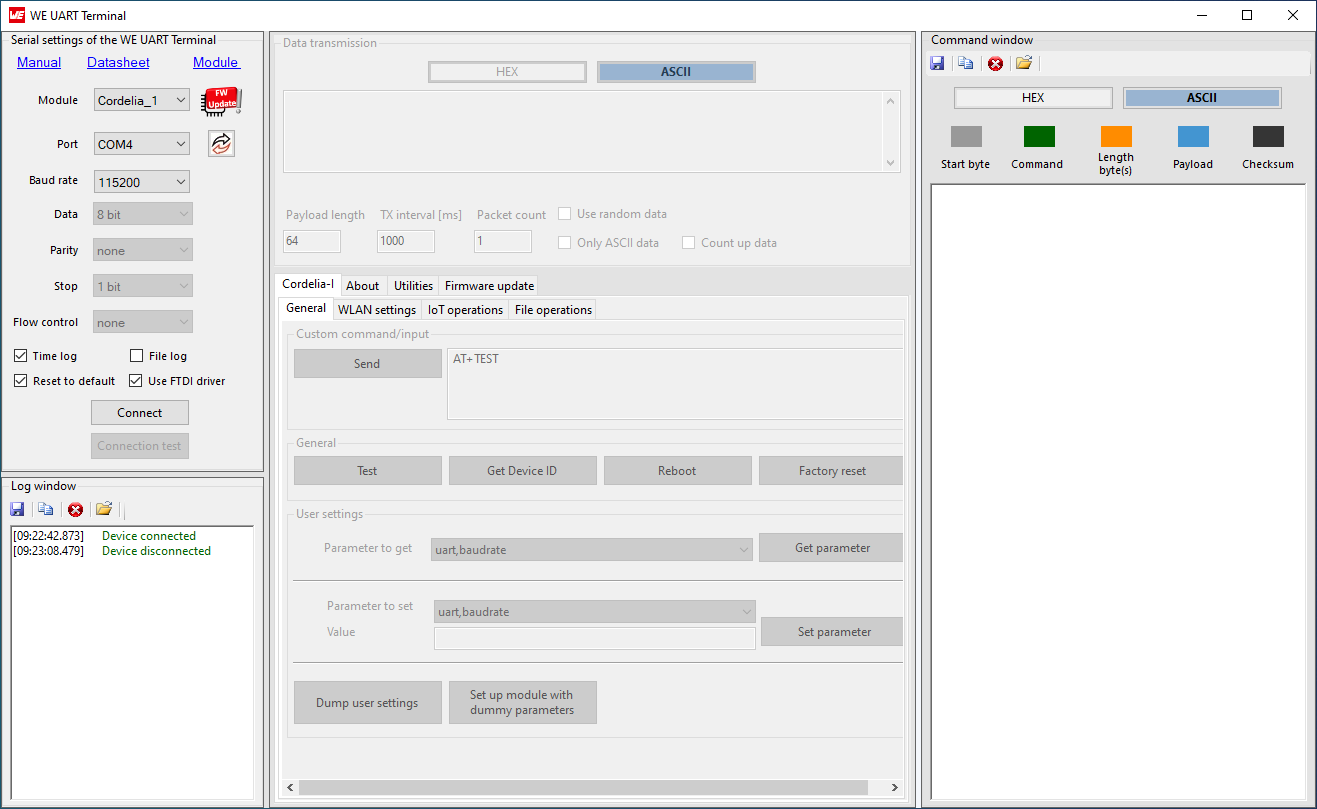 WE UART Terminal
Serial settings of the WE UART Terminal
Manual Datasheet Module
Module Cordelia_1 FW Update
Port COM4
Baud rate 115200
Data 8 bit
Parity none
Stop 1 bit
Flow control none
Time log File log
Reset to default Use FTDI driver
Connect
Connection test
Log window
[09:22:42.873] Device connected
[09:23:08.479] Device disconnected
Data transmission
HEX ASCII
Payload length TX interval [ms] Packet count Use random data
64 1000 1 Only ASCII data Count up data
Cordelia-I About Utilities Firmware update
General WLAN settings IoT operations File operations
Custom command/input
Send AT+TEST
General
Test Get Device ID Reboot Factory reset
User settings
Parameter to get uart,baudrate Get parameter
Parameter to set uart,baudrate
Value Set parameter
Dump user settings Set up module with
dummy parameters
Command window
HEX ASCII
Start byte Command Length
byte(s) Payload Checksum